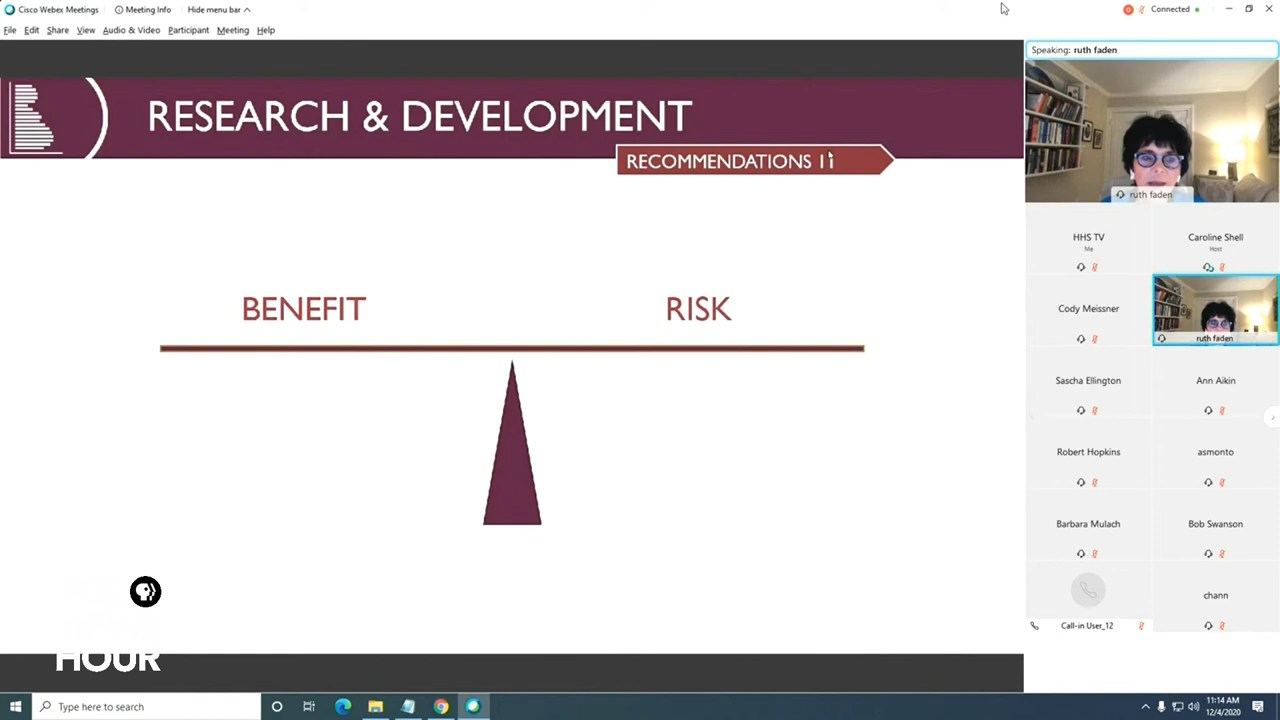 Cisco Webex Meetings
Meeting Info
Hide menu bar
Connected
File Edit Share View Audio & Video Participant Meeting Help
Speaking: ruth faden
RESEARCH & DEVELOPMENT
RECOMMENDATIONS 11
ruth faden
HHS TV
Me
Caroline Shell
Host
BENEFIT
RISK
Cody Meissner
ruth faden
Sascha Ellington
Ann Aikin
Robert Hopkins
asmonto
Barbara Mulach
Bob Swanson
chann
Call-in User_12
HOUR
Type here to search
11:14 AM
12/4/2020